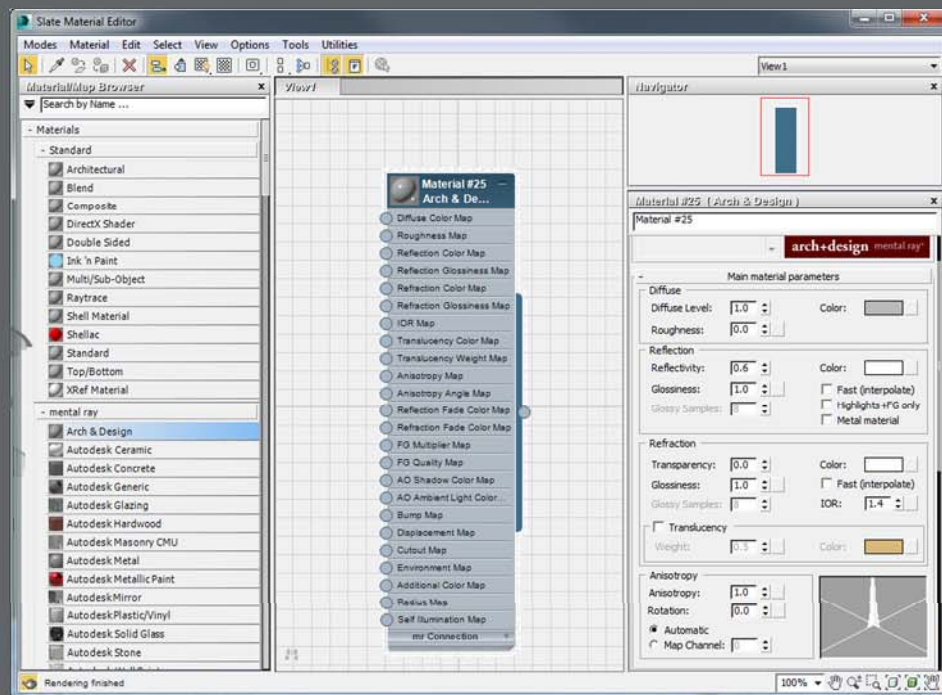 Slate Material Editor
Modes Material Edit Select View Options Tools Utilities
View1
Material/Map Browser x
Search by Name ...
- Materials
- Standard
Architectural
Blend
Composite
DirectX Shader
Double Sided
Ink 'n Paint
Multi/Sub-Object
Raytrace
Shell Material
Shellac
Standard
Top/Bottom
XRef Material
- mental ray
Arch & Design
Autodesk Ceramic
Autodesk Concrete
Autodesk Generic
Autodesk Glazing
Autodesk Hardwood
Autodesk Masonry CMU
Autodesk Metal
Autodesk Metallic Paint
Autodesk Mirror
Autodesk Plastic/Vinyl
Autodesk Solid Glass
Autodesk Stone
View1
Material #25
Arch & De...
Diffuse Color Map
Roughness Map
Reflection Color Map
Reflection Glossiness Map
Refraction Color Map
Refraction Glossiness Map
IOR Map
Translucency Color Map
Translucency Weight Map
Anisotropy Map
Anisotropy Angle Map
Reflection Fade Color Map
Refraction Fade Color Map
FG Multiplier Map
FG Quality Map
AO Shadow Color Map
AO Ambient Light Color...
Bump Map
Displacement Map
Cutout Map
Environment Map
Additional Color Map
Radius Map
Self Illumination Map
mr Connection +
Navigator x
Material #25 ( Arch & Design ) x
Material #25
arch+design mental ray®
- Main material parameters
Diffuse
Diffuse Level: 1.0 Color:
Roughness: 0.0
Reflection
Reflectivity: 0.6 Color:
Glossiness: 1.0 Fast (interpolate)
Highlights+FG only
Glossy Samples: 8
Metal material
Refraction
Transparency: 0.0 Color:
Glossiness: 1.0 Fast (interpolate)
Glossy Samples: 8 IOR: 1.4
Translucency
Weight: 0.5 Color:
Anisotropy
Anisotropy: 1.0
Rotation: 0.0
Automatic
Map Channel: 0
Rendering finished
100%